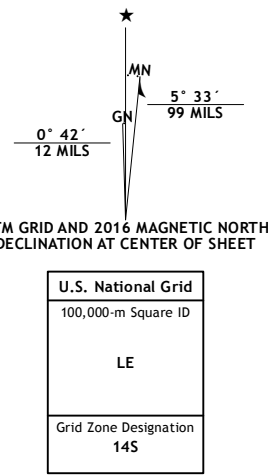 ★
MN
GN
5° 33´
99 MILS
0° 42´
12 MILS
TM GRID AND 2016 MAGNETIC NORTH
DECLINATION AT CENTER OF SHEET
U.S. National Grid
100,000-m Square ID
LE
Grid Zone Designation
14S